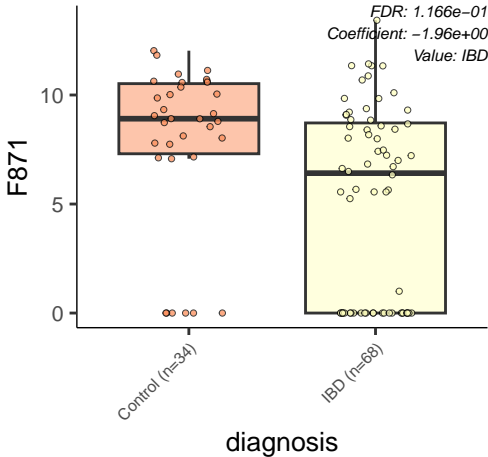 FDR: 1.166e−01
Coefficient: −1.96e+00
Value: IBD
F871
10
5
0
Control (n=34)
IBD (n=68)
diagnosis